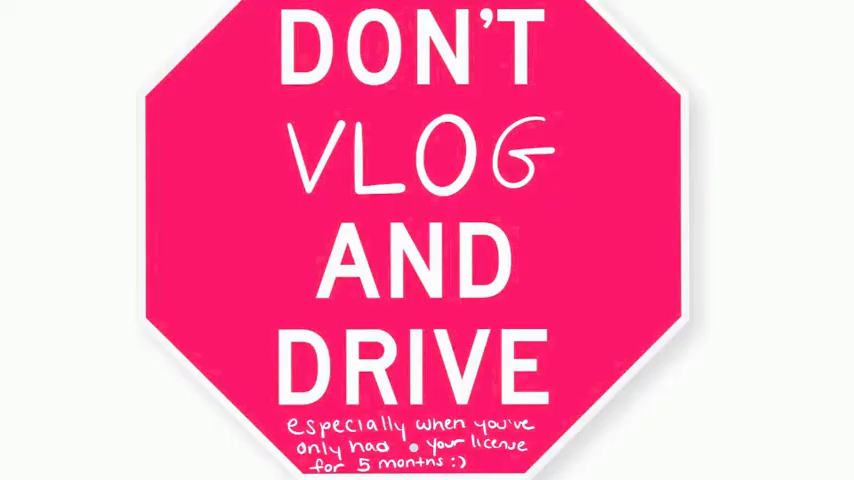 DON'T
VLOG
AND
DRIVE
especially when you've
only had your license
for 5 months :)